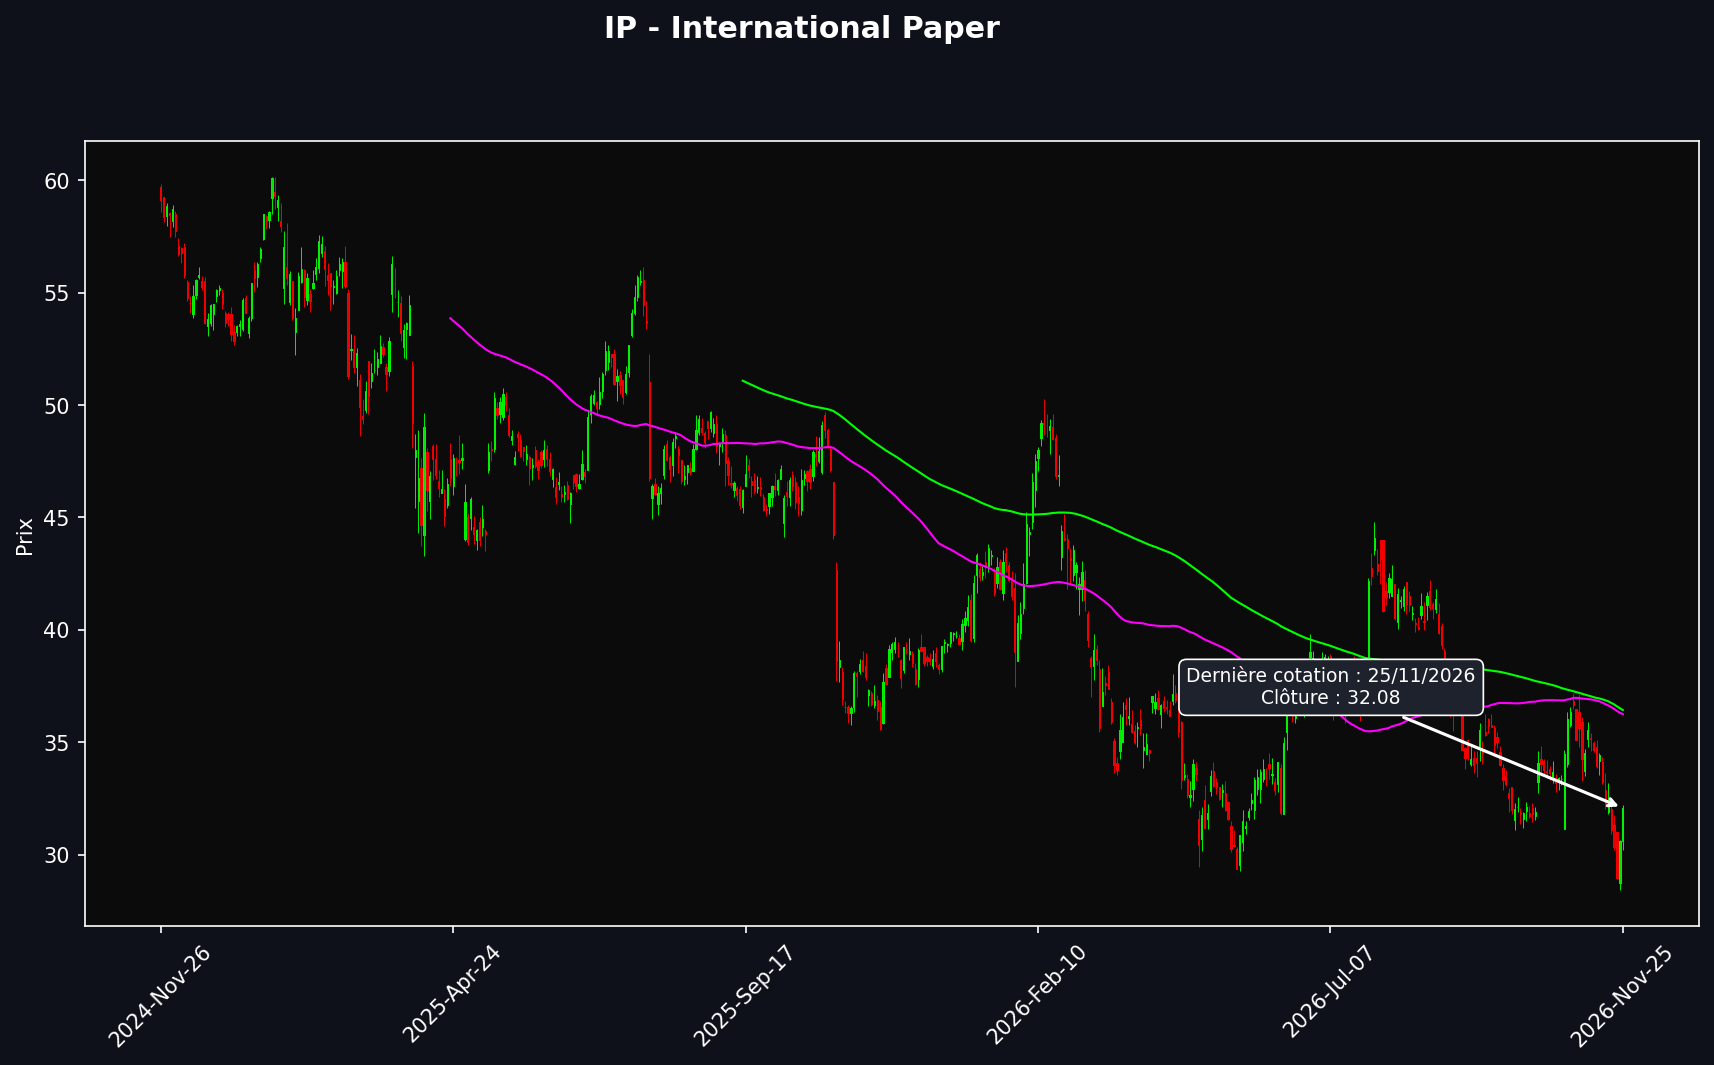 IP - International Paper
Prix
60
55
50
45
40
35
30
Dernière cotation : 25/11/2026
Clôture : 32.08
2024-Nov-26
2025-Apr-24
2025-Sep-17
2026-Feb-10
2026-Jul-07
2026-Nov-25